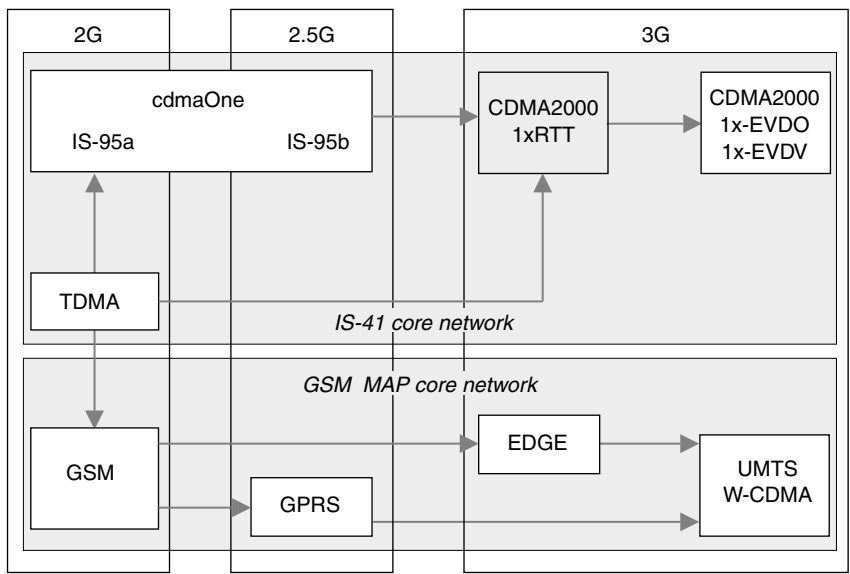 2G
2.5G
3G
cdmaOne
IS-95a
IS-95b
CDMA2000
1xRTT
CDMA2000
1x-EVDO
1x-EVDV
TDMA
IS-41 core network
GSM MAP core network
GSM
GPRS
EDGE
UMTS
W-CDMA